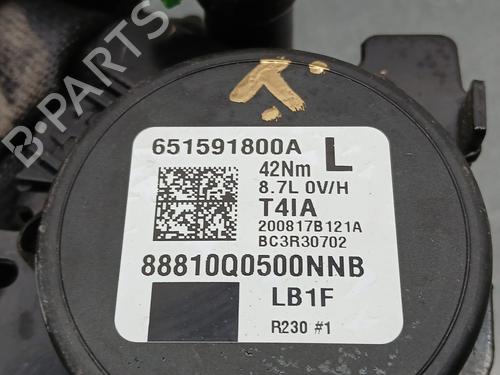 651591800A
L
42Nm
8.7L 0V/H
T4IA
200817B121A
BC3R30702
88810Q0500NNB
LB1F
R230 #1
B-PARTS